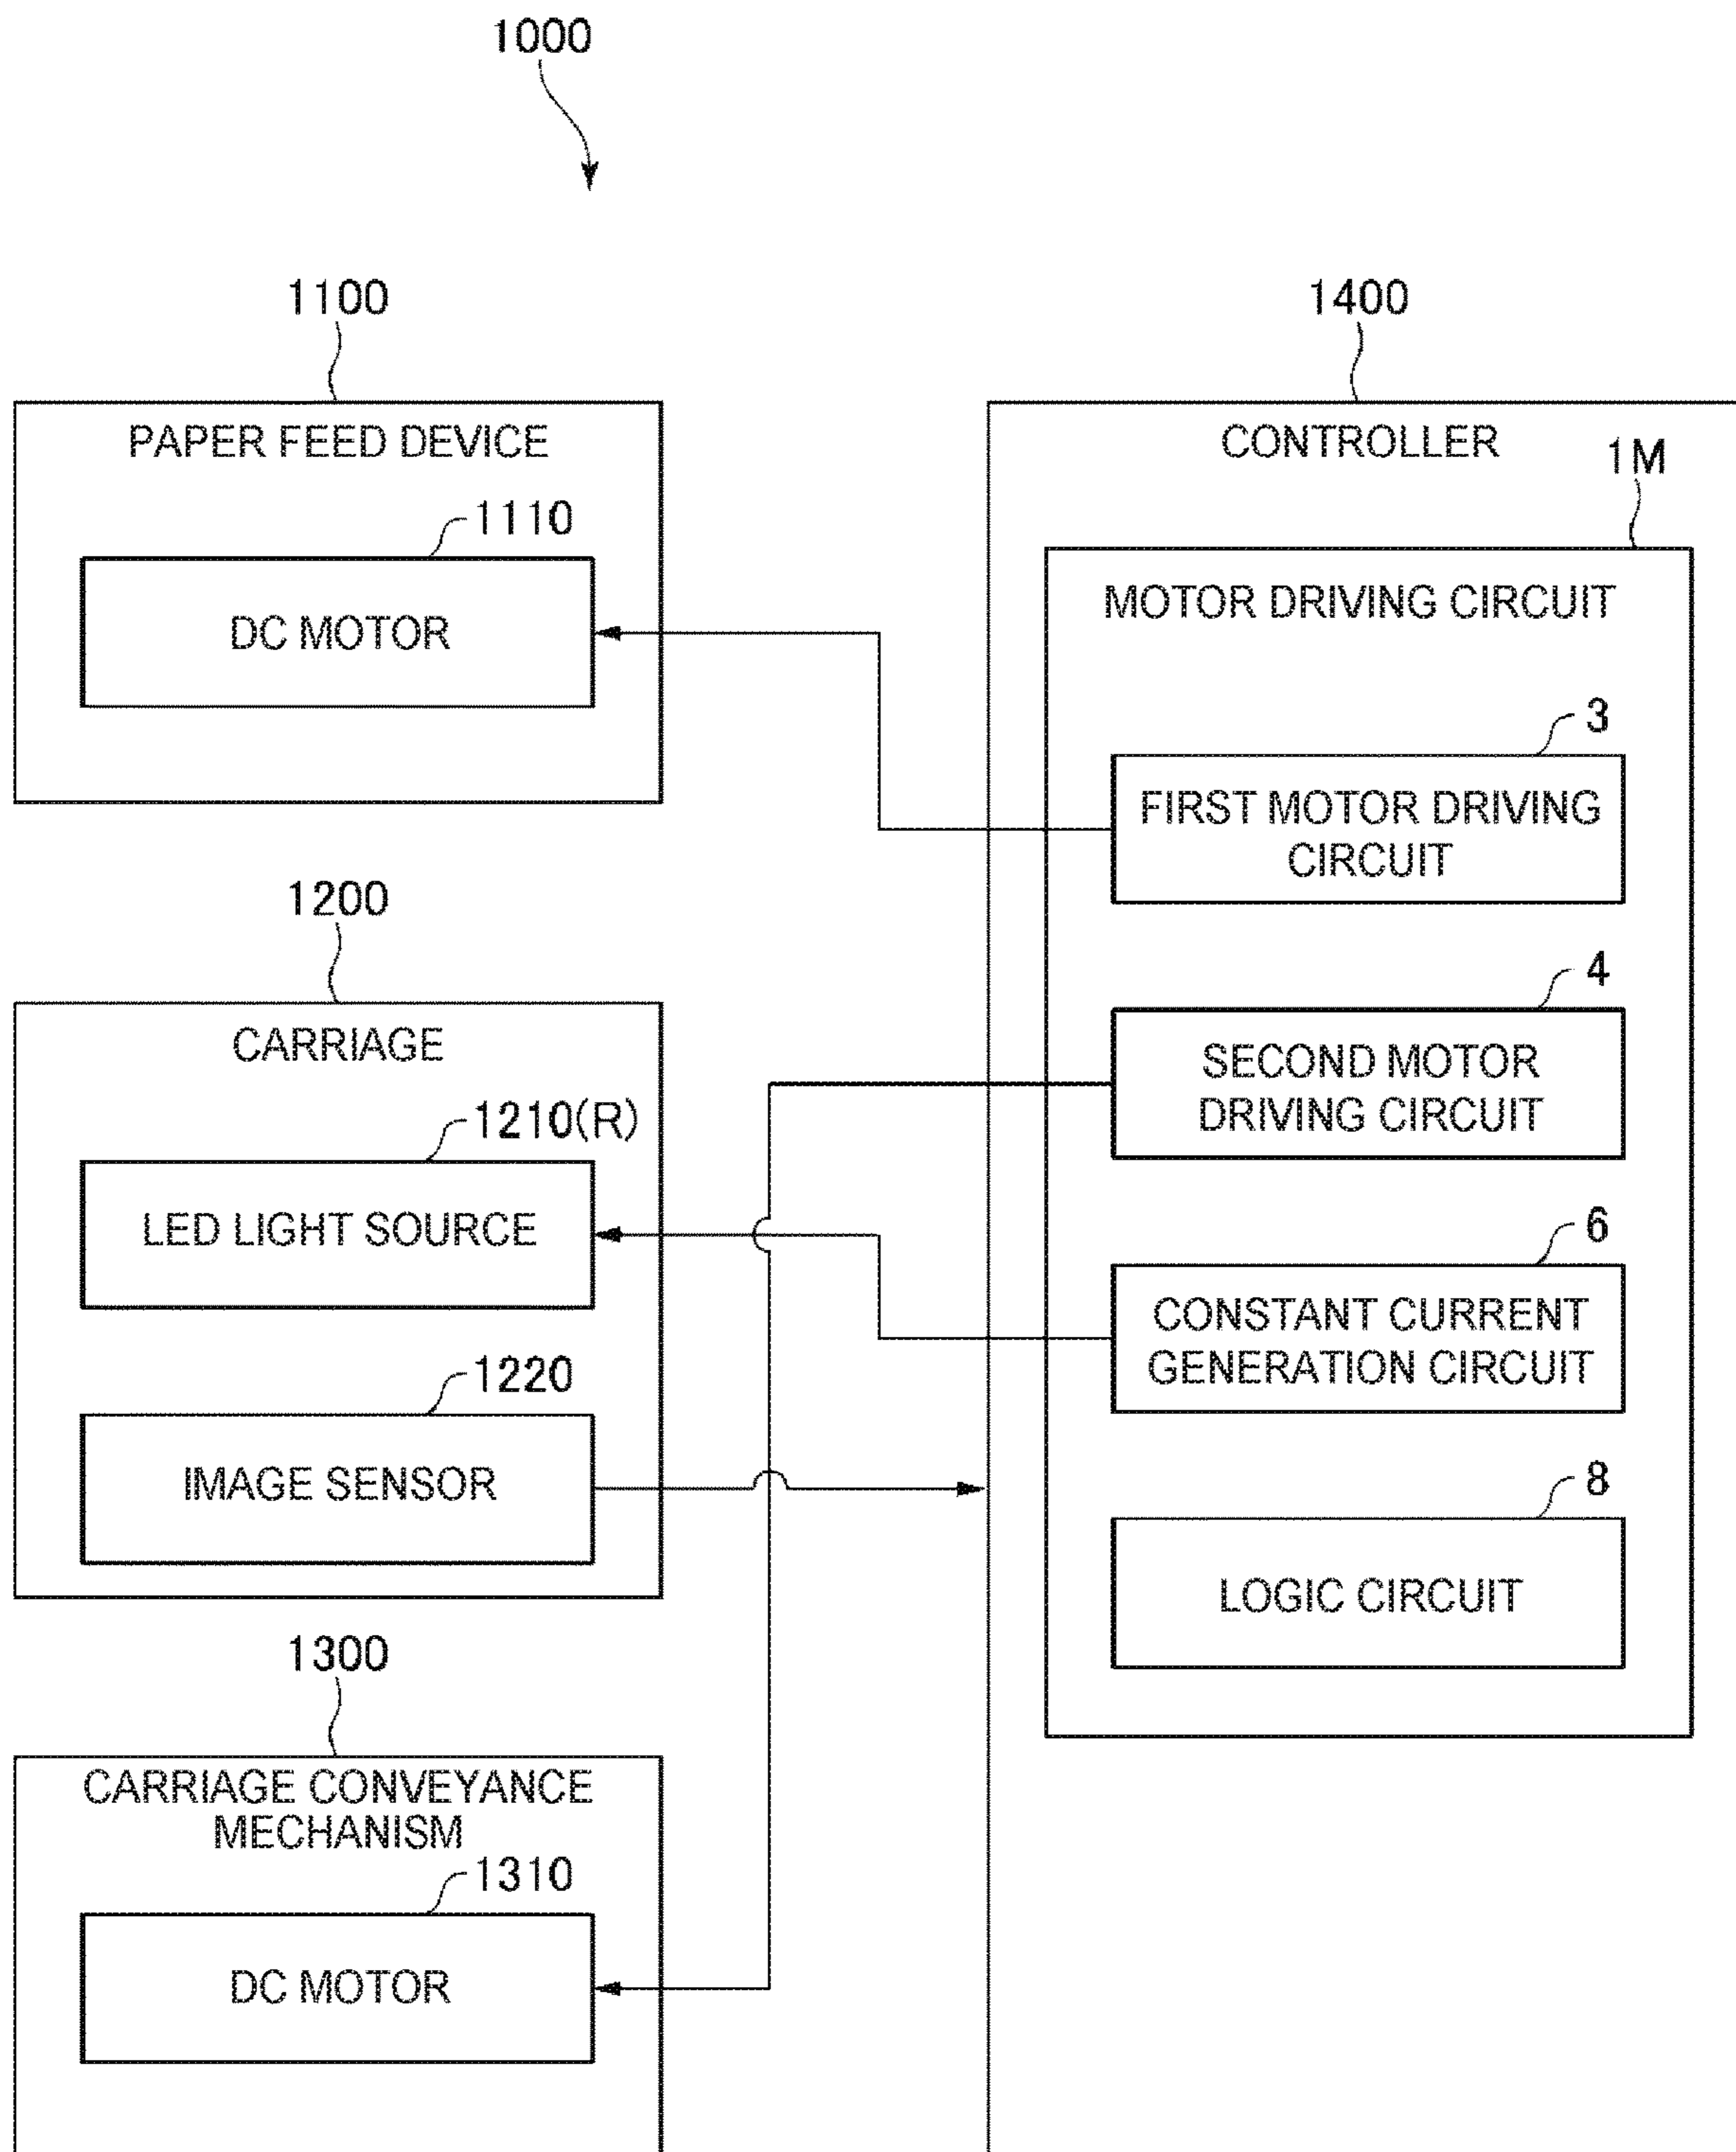 1000
1100
PAPER FEED DEVICE
1110
DC MOTOR
1200
CARRIAGE
1210(R)
LED LIGHT SOURCE
1220
IMAGE SENSOR
1300
CARRIAGE CONVEYANCE
MECHANISM
1310
DC MOTOR
1400
CONTROLLER
1M
MOTOR DRIVING CIRCUIT
3
FIRST MOTOR DRIVING
CIRCUIT
4
SECOND MOTOR
DRIVING CIRCUIT
6
CONSTANT CURRENT
GENERATION CIRCUIT
8
LOGIC CIRCUIT